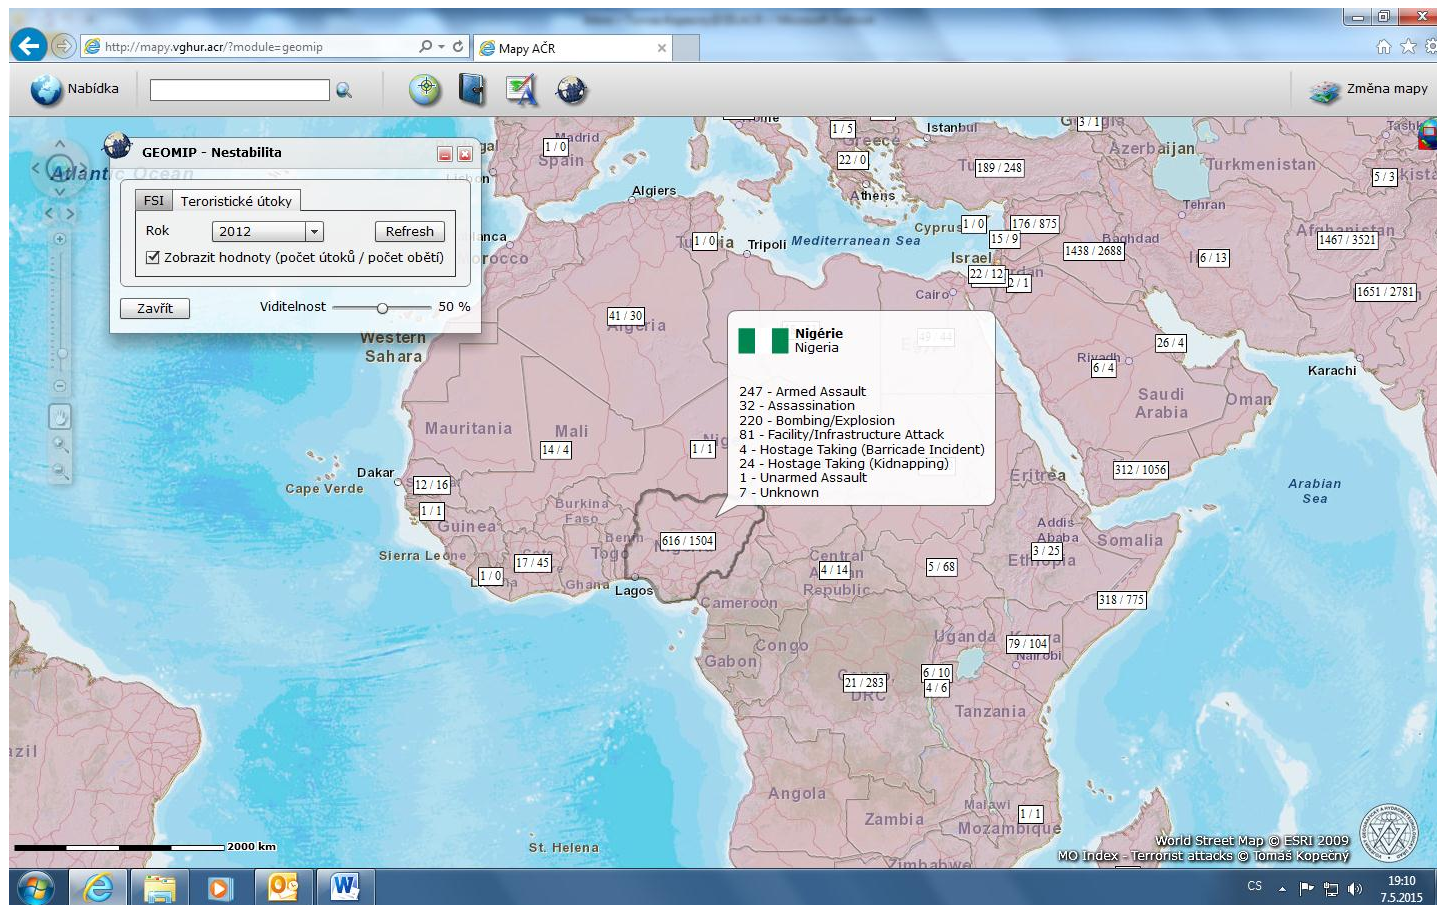 http://mapy.vghur.acr/?module=geomip
Mapy AČR
Nabídka
Změna mapy
GEOMIP - Nestabilita
FSI
Teroristické útoky
Rok
2012
Refresh
Zobrazit hodnoty (počet útoků / počet obětí)
Zavřít
Viditelnost
50 %
Atlantic Ocean
Madrid
1 / 0
Spain
1 / 5
Greece
22 / 0
Athens
Istanbul
189 / 248
3 / 1
Azerbaijan
Turkmenistan
5 / 3
Tehran
Algiers
1 / 0
Tripoli
Mediterranean Sea
Cyprus
1 / 0
176 / 875
15 / 9
Israel
22 / 12
2 / 1
Baghdad
1438 / 2688
6 / 13
Afghanistan
1467 / 3521
1651 / 2781
Cairo
41 / 30
Algeria
49 / 44
Western
Sahara
Nigérie
Nigeria
247 - Armed Assault
32 - Assassination
220 - Bombing/Explosion
81 - Facility/Infrastructure Attack
4 - Hostage Taking (Barricade Incident)
24 - Hostage Taking (Kidnapping)
1 - Unarmed Assault
7 - Unknown
26 / 4
Riyadh
6 / 4
Karachi
Saudi
Arabia
Oman
Mauritania
Mali
14 / 4
1 / 1
Dakar
12 / 16
Cape Verde
1 / 1
Guinea
Burkina
Faso
Eritrea
312 / 1056
Arabian
Sea
Addis
Ababa
3 / 25
Ethiopia
Somalia
Sierra Leone
17 / 45
1 / 0
Togo
Ghana
616 / 1504
Lagos
Cameroon
Central
4 / 14
Republic
5 / 68
318 / 775
Uganda
79 / 104
Nairobi
Congo
Gabon
21 / 283
DRC
6 / 10
4 / 6
Tanzania
Angola
Zambia
Malawi
1 / 1
Mozambique
Zimbabwe
St. Helena
2000 km
World Street Map © ESRI 2009
MO Index - Terrorist attacks © Tomáš Kopečný
CS
19:10
7.5.2015